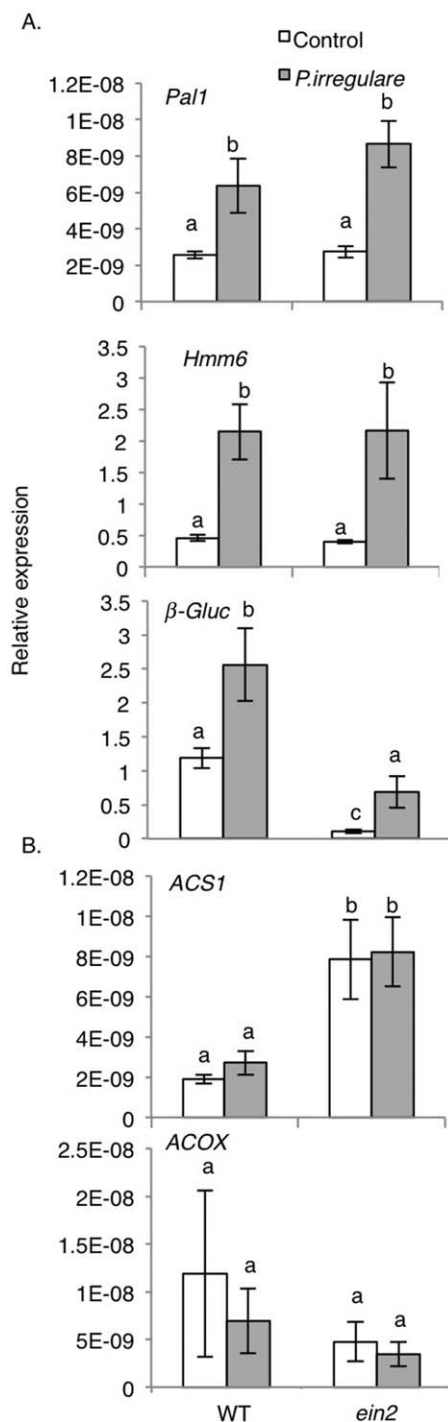 A.
Control
P.irregulare
Relative expression
Pal1
1.2E-08
1E-08
8E-09
6E-09
4E-09
2E-09
0
a
b
a
b
Hmm6
3.5
3
2.5
2
1.5
1
0.5
0
a
b
a
b
β-Gluc
3.5
3
2.5
2
1.5
1
0.5
0
a
b
c
a
B.
ACS1
1.2E-08
1E-08
8E-09
6E-09
4E-09
2E-09
0
a
a
b
b
ACOX
2.5E-08
2E-08
1.5E-08
1E-08
5E-09
0
a
a
a
a
WT
ein2